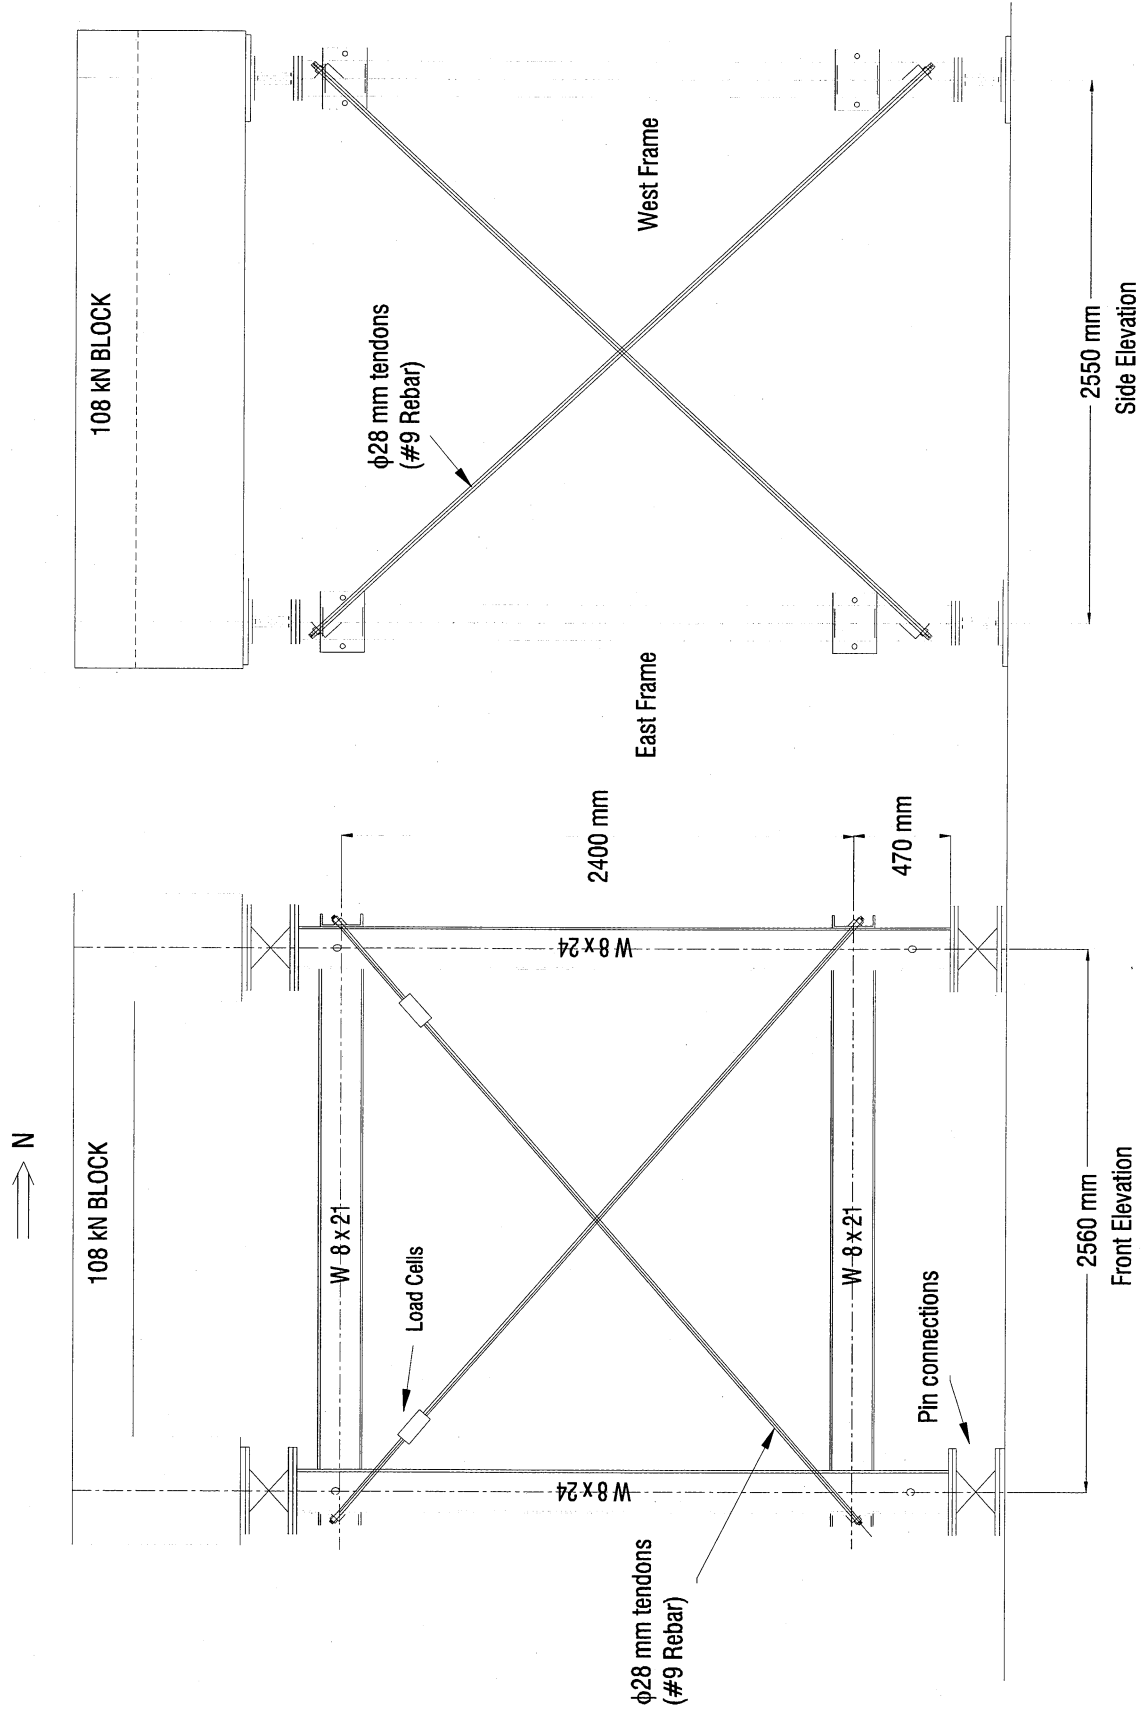 N
108 kN BLOCK
W 8 x 21
Load Cells
W 8 x 24
W 8 x 24
ϕ28 mm tendons
(#9 Rebar)
W 8 x 21
Pin connections
2400 mm
470 mm
2560 mm
Front Elevation
108 kN BLOCK
ϕ28 mm tendons
(#9 Rebar)
East Frame
West Frame
2550 mm
Side Elevation